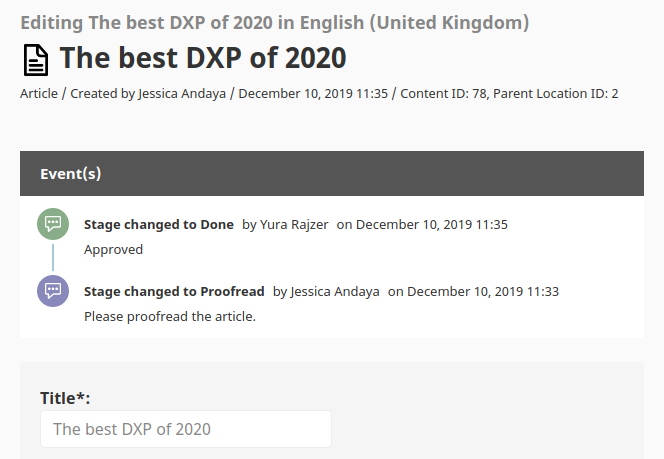 Editing The best DXP of 2020 in English (United Kingdom)
The best DXP of 2020
Article / Created by Jessica Andaya / December 10, 2019 11:35 / Content ID: 78, Parent Location ID: 2
Event(s)
Stage changed to Done by Yura Rajzer on December 10, 2019 11:35
Approved
Stage changed to Proofread by Jessica Andaya on December 10, 2019 11:33
Please proofread the article.
Title*:
The best DXP of 2020